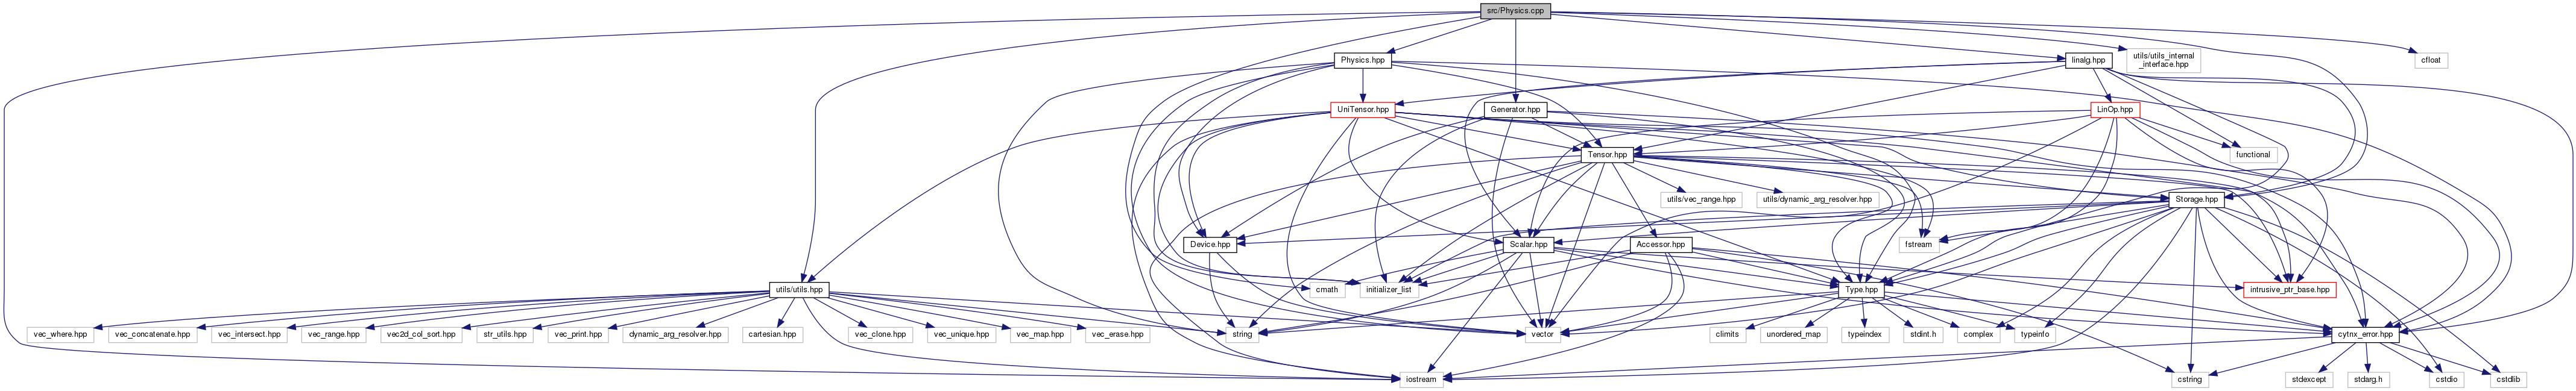 src/Physics.cpp
Physics.hpp
linalg.hpp
utils/utils_internal
_interface.hpp
cfloat
UniTensor.hpp
Generator.hpp
LinOp.hpp
Tensor.hpp
functional
utils/vec_range.hpp
utils/dynamic_arg_resolver.hpp
Storage.hpp
Device.hpp
Scalar.hpp
Accessor.hpp
fstream
utils/utils.hpp
cmath
initializer_list
Type.hpp
intrusive_ptr_base.hpp
vec_where.hpp
vec_concatenate.hpp
vec_intersect.hpp
vec_range.hpp
vec2d_col_sort.hpp
str_utils.hpp
vec_print.hpp
dynamic_arg_resolver.hpp
cartesian.hpp
vec_clone.hpp
vec_unique.hpp
vec_map.hpp
vec_erase.hpp
string
vector
climits
unordered_map
typeindex
stdint.h
complex
typeinfo
cytnx_error.hpp
iostream
cstring
stdexcept
stdarg.h
cstdio
cstdlib